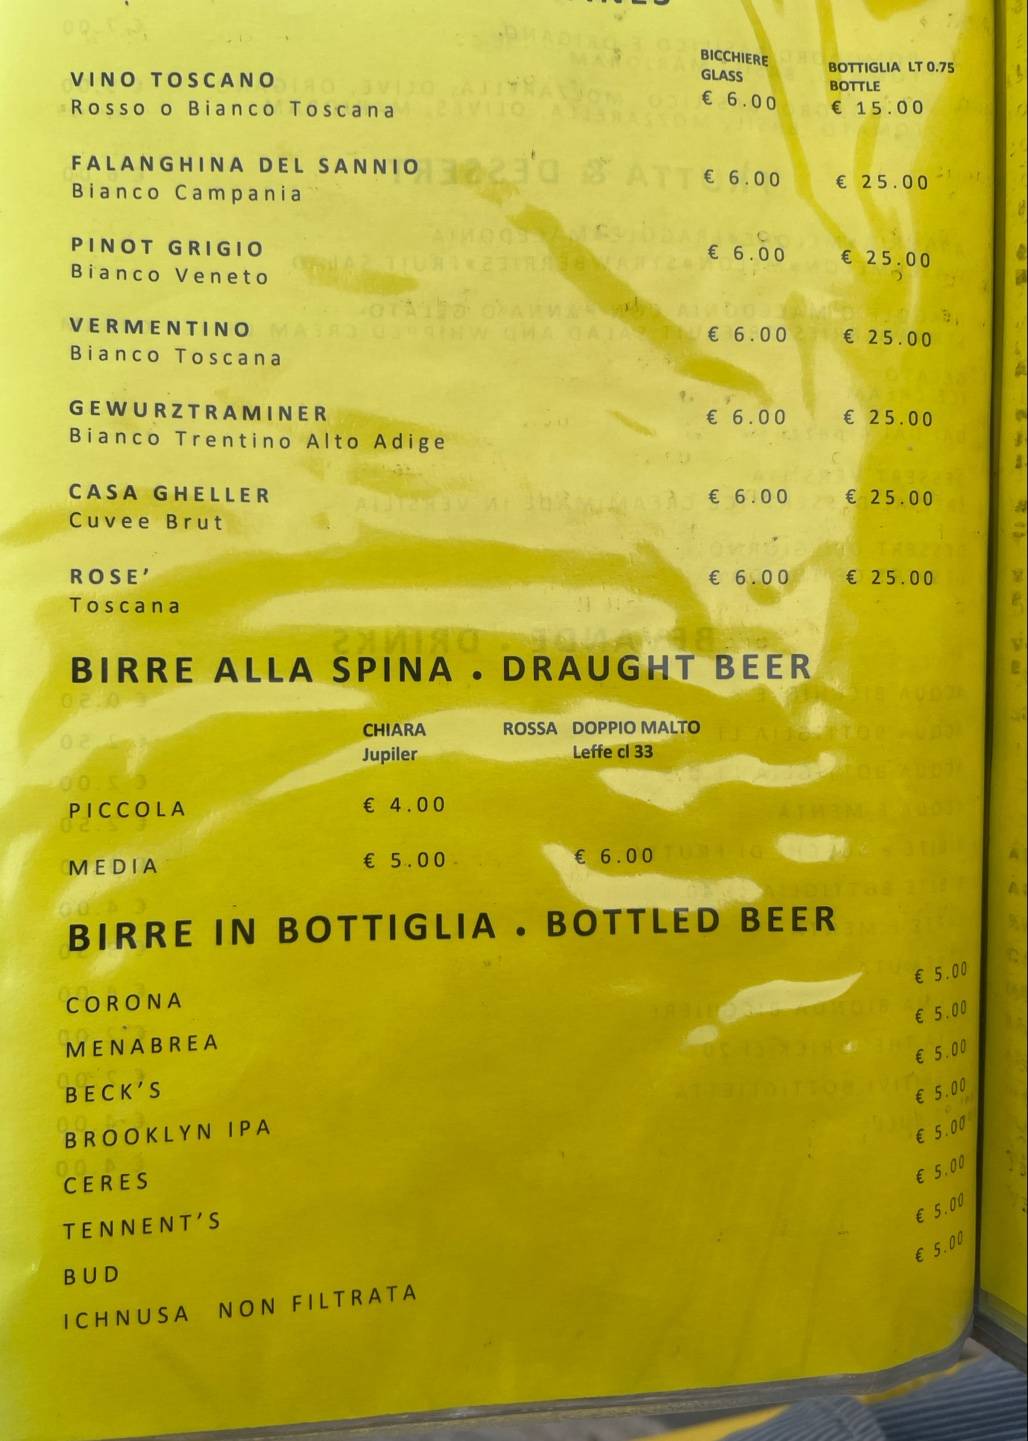 BICCHIERE BOTTIGLIA LT 0.75
GLASS BOTTLE
VINO TOSCANO € 6.00 € 15.00
Rosso o Bianco Toscana
FALANGHINA DEL SANNIO € 6.00 € 25.00
Bianco Campania
PINOT GRIGIO € 6.00 € 25.00
Bianco Veneto
VERMENTINO € 6.00 € 25.00
Bianco Toscana
GEWURZTRAMINER € 6.00 € 25.00
Bianco Trentino Alto Adige
CASA GHELLER € 6.00 € 25.00
Cuvee Brut
ROSE’ € 6.00 € 25.00
Toscana
BIRRE ALLA SPINA . DRAUGHT BEER
CHIARA ROSSA DOPPIO MALTO
Jupiler Leffe cl 33
PICCOLA € 4.00
MEDIA € 5.00 € 6.00
BIRRE IN BOTTIGLIA . BOTTLED BEER
CORONA € 5.00
MENABREA € 5.00
BECK’S € 5.00
BROOKLYN IPA € 5.00
CERES € 5.00
TENNENT’S € 5.00
BUD € 5.00
ICHNUSA NON FILTRATA € 5.00